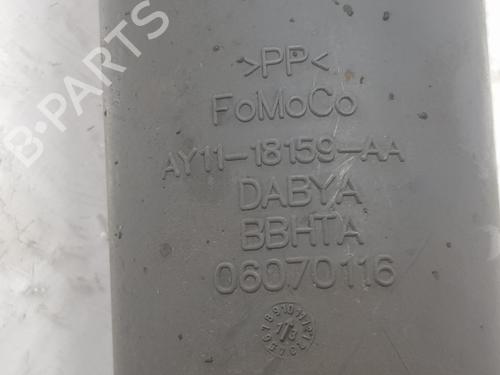 >PP<
FoMoCo
AY11-18159-AA
DABYA
BBHTA
06070116
B-PARTS